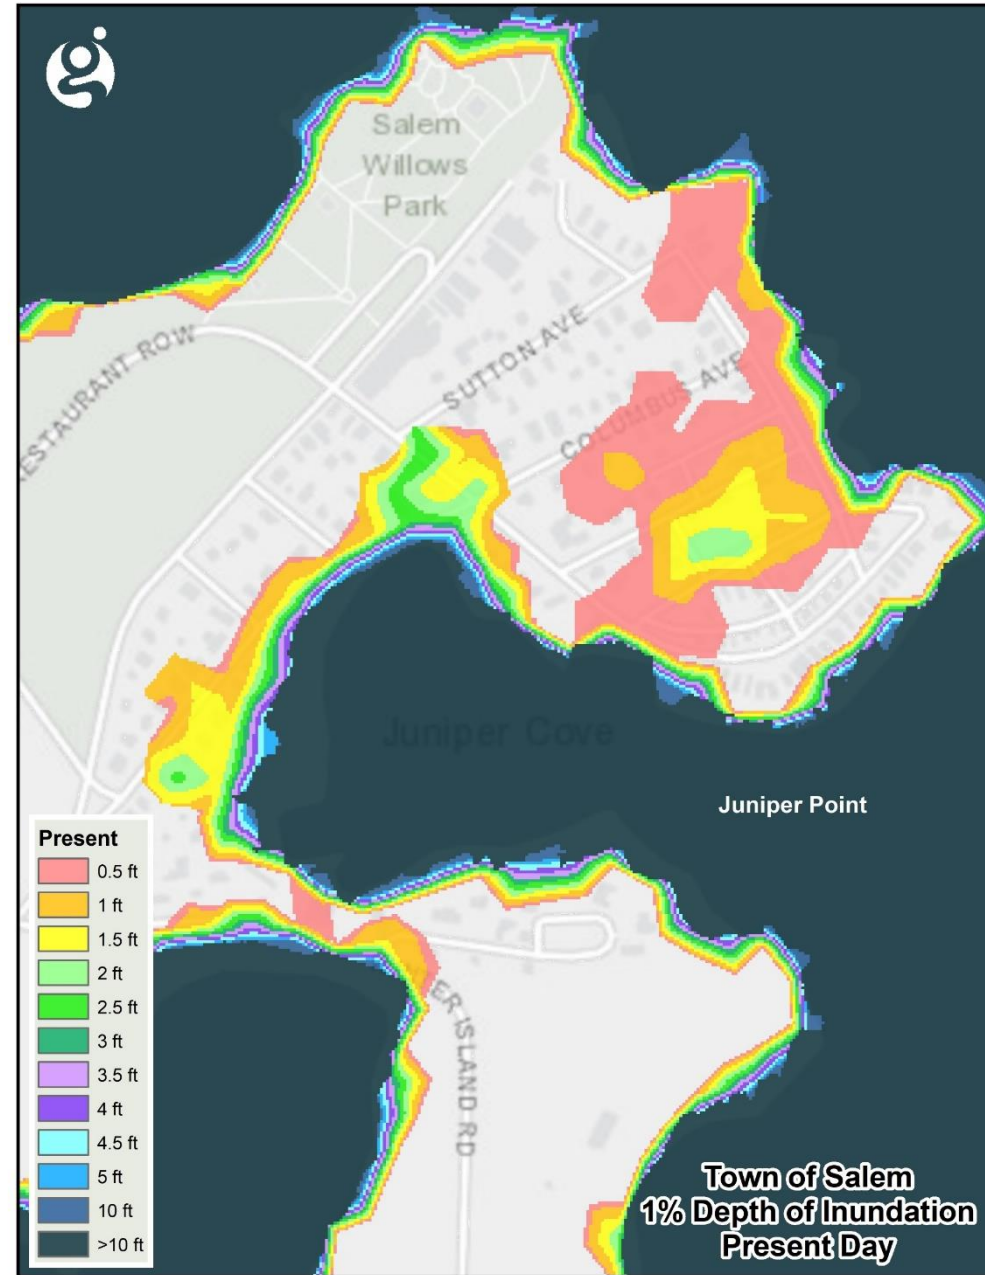 Salem
Willows
Park
RESTAURANT ROW
SUTTON AVE
COLUMBUS AVE
Juniper Cove
Juniper Point
Present
0.5 ft
1 ft
1.5 ft
2 ft
2.5 ft
3 ft
3.5 ft
4 ft
4.5 ft
5 ft
10 ft
>10 ft
ER ISLAND RD
Town of Salem
1% Depth of Inundation
Present Day